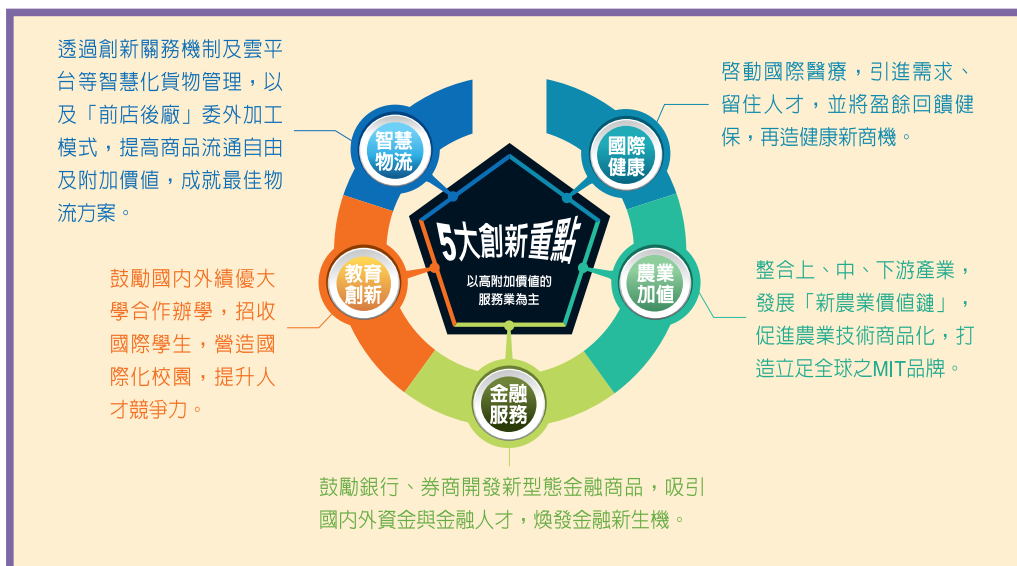 透過創新關務機制及雲平
台等智慧化貨物管理，以
及「前店後廠」委外加工
模式，提高商品流通自由
及附加價值，成就最佳物
流方案。
智慧
物流
國際
健康
啓動國際醫療，引進需求、
留住人才，並將盈餘回饋健
保，再造健康新商機。
5大創新重點
以高附加價值的
服務業為主
鼓勵國內外績優大
學合作辦學，招收
國際學生，營造國
際化校園，提升人
才競爭力。
教育
創新
農業
加值
整合上、中、下游產業，
發展「新農業價值鏈」，
促進農業技術商品化，打
造立足全球之MIT品牌。
金融
服務
鼓勵銀行、券商開發新型態金融商品，吸引
國內外資金與金融人才，煥發金融新生機。